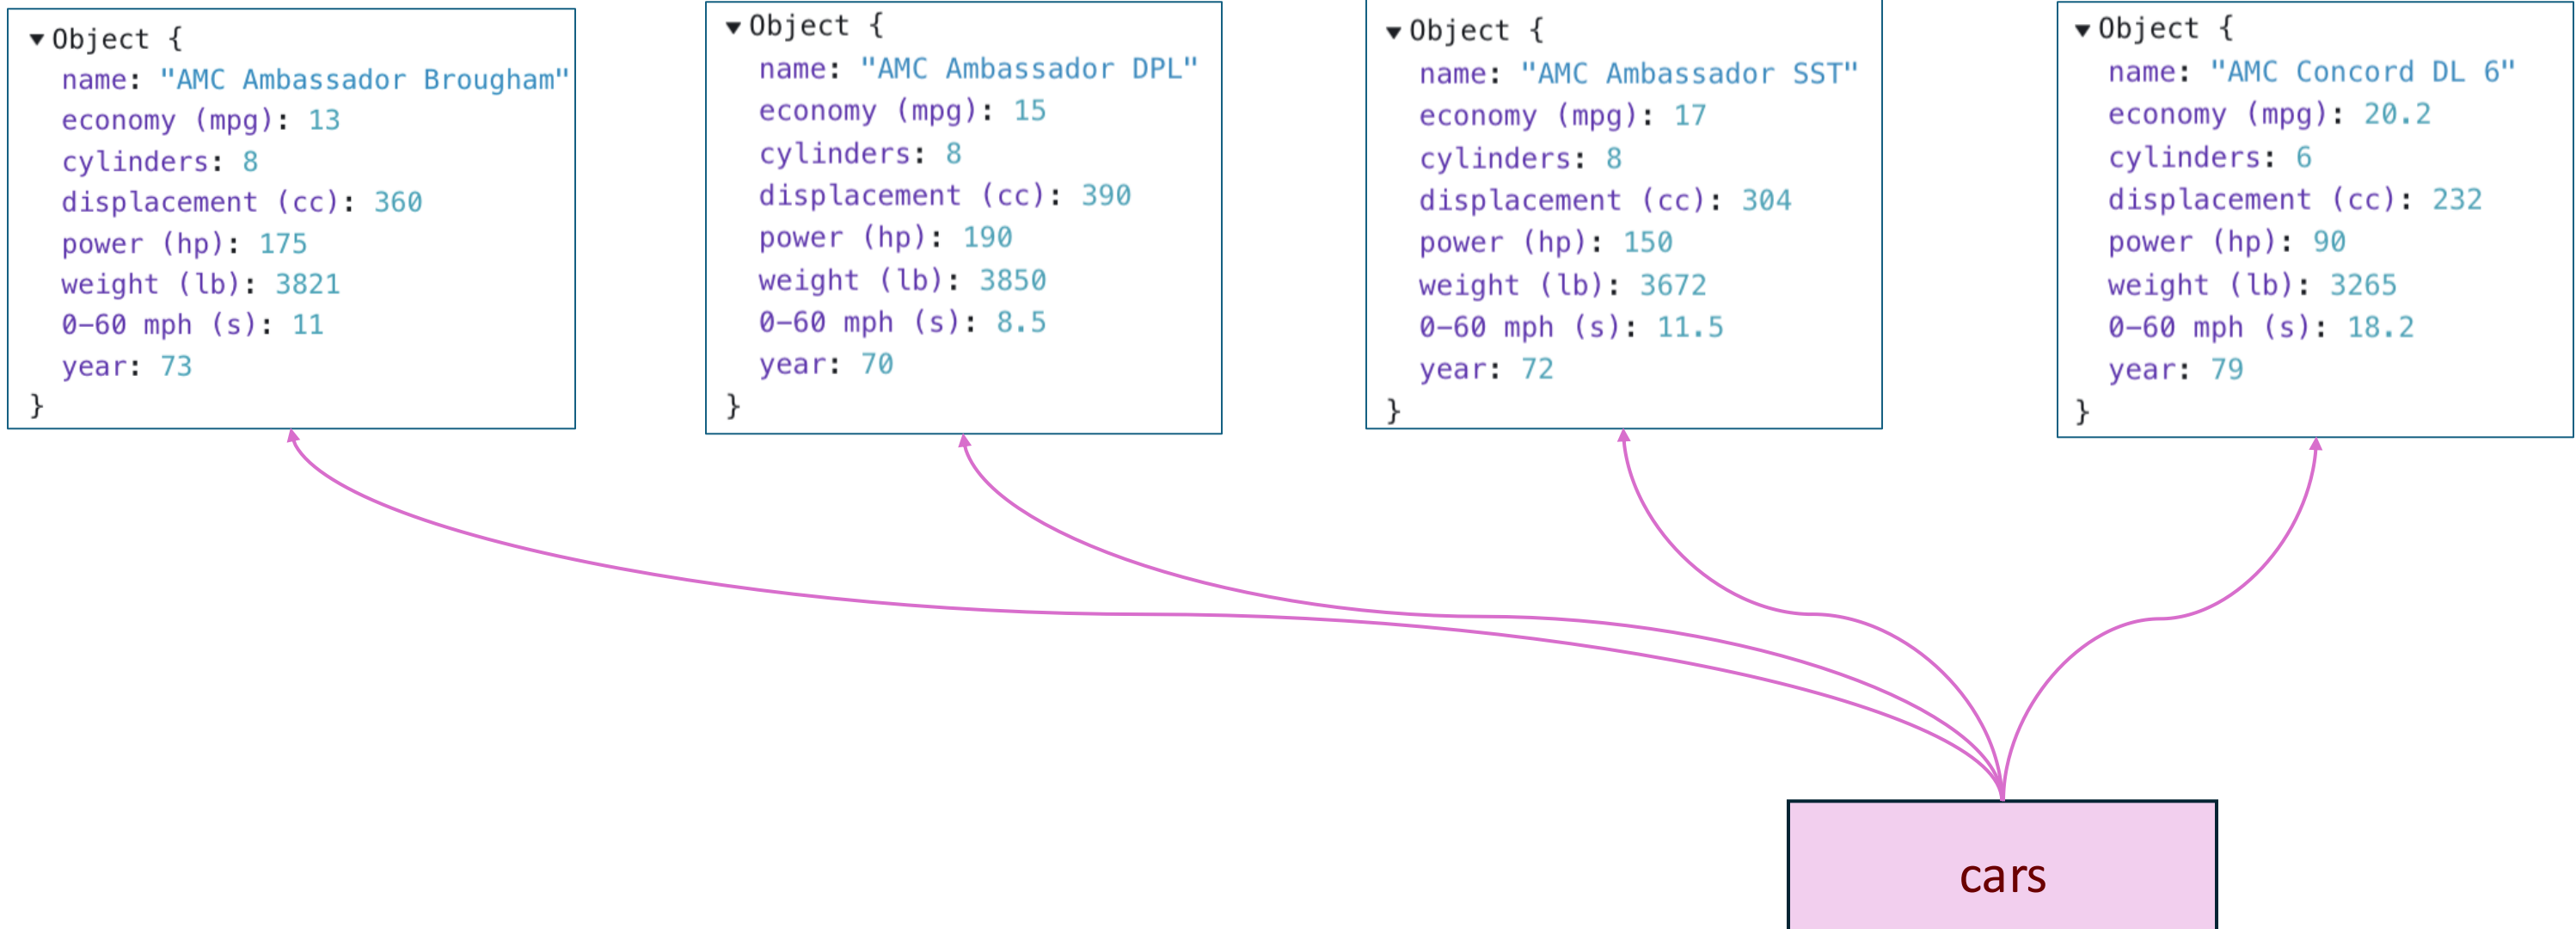 ▼ Object {
name: "AMC Ambassador Brougham"
economy (mpg): 13
cylinders: 8
displacement (cc): 360
power (hp): 175
weight (lb): 3821
0–60 mph (s): 11
year: 73
}
▼ Object {
name: "AMC Ambassador DPL"
economy (mpg): 15
cylinders: 8
displacement (cc): 390
power (hp): 190
weight (lb): 3850
0–60 mph (s): 8.5
year: 70
}
▼ Object {
name: "AMC Ambassador SST"
economy (mpg): 17
cylinders: 8
displacement (cc): 304
power (hp): 150
weight (lb): 3672
0–60 mph (s): 11.5
year: 72
}
▼ Object {
name: "AMC Concord DL 6"
economy (mpg): 20.2
cylinders: 6
displacement (cc): 232
power (hp): 90
weight (lb): 3265
0–60 mph (s): 18.2
year: 79
}
cars